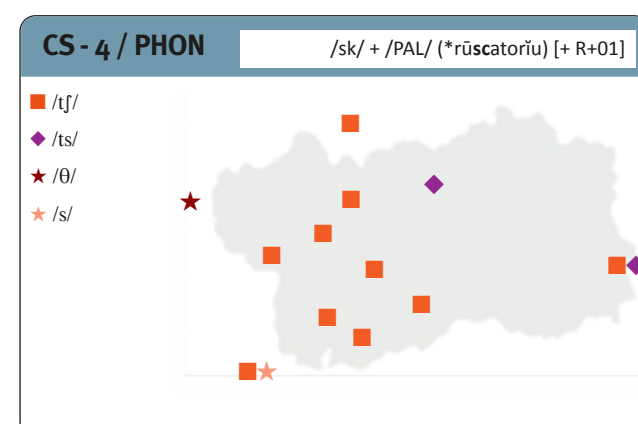 CS - 4 / PHON
/sk/ + /PAL/ (*rūscatorĭu) [+ R+01]
/tʃ/
/ts/
/θ/
/s/